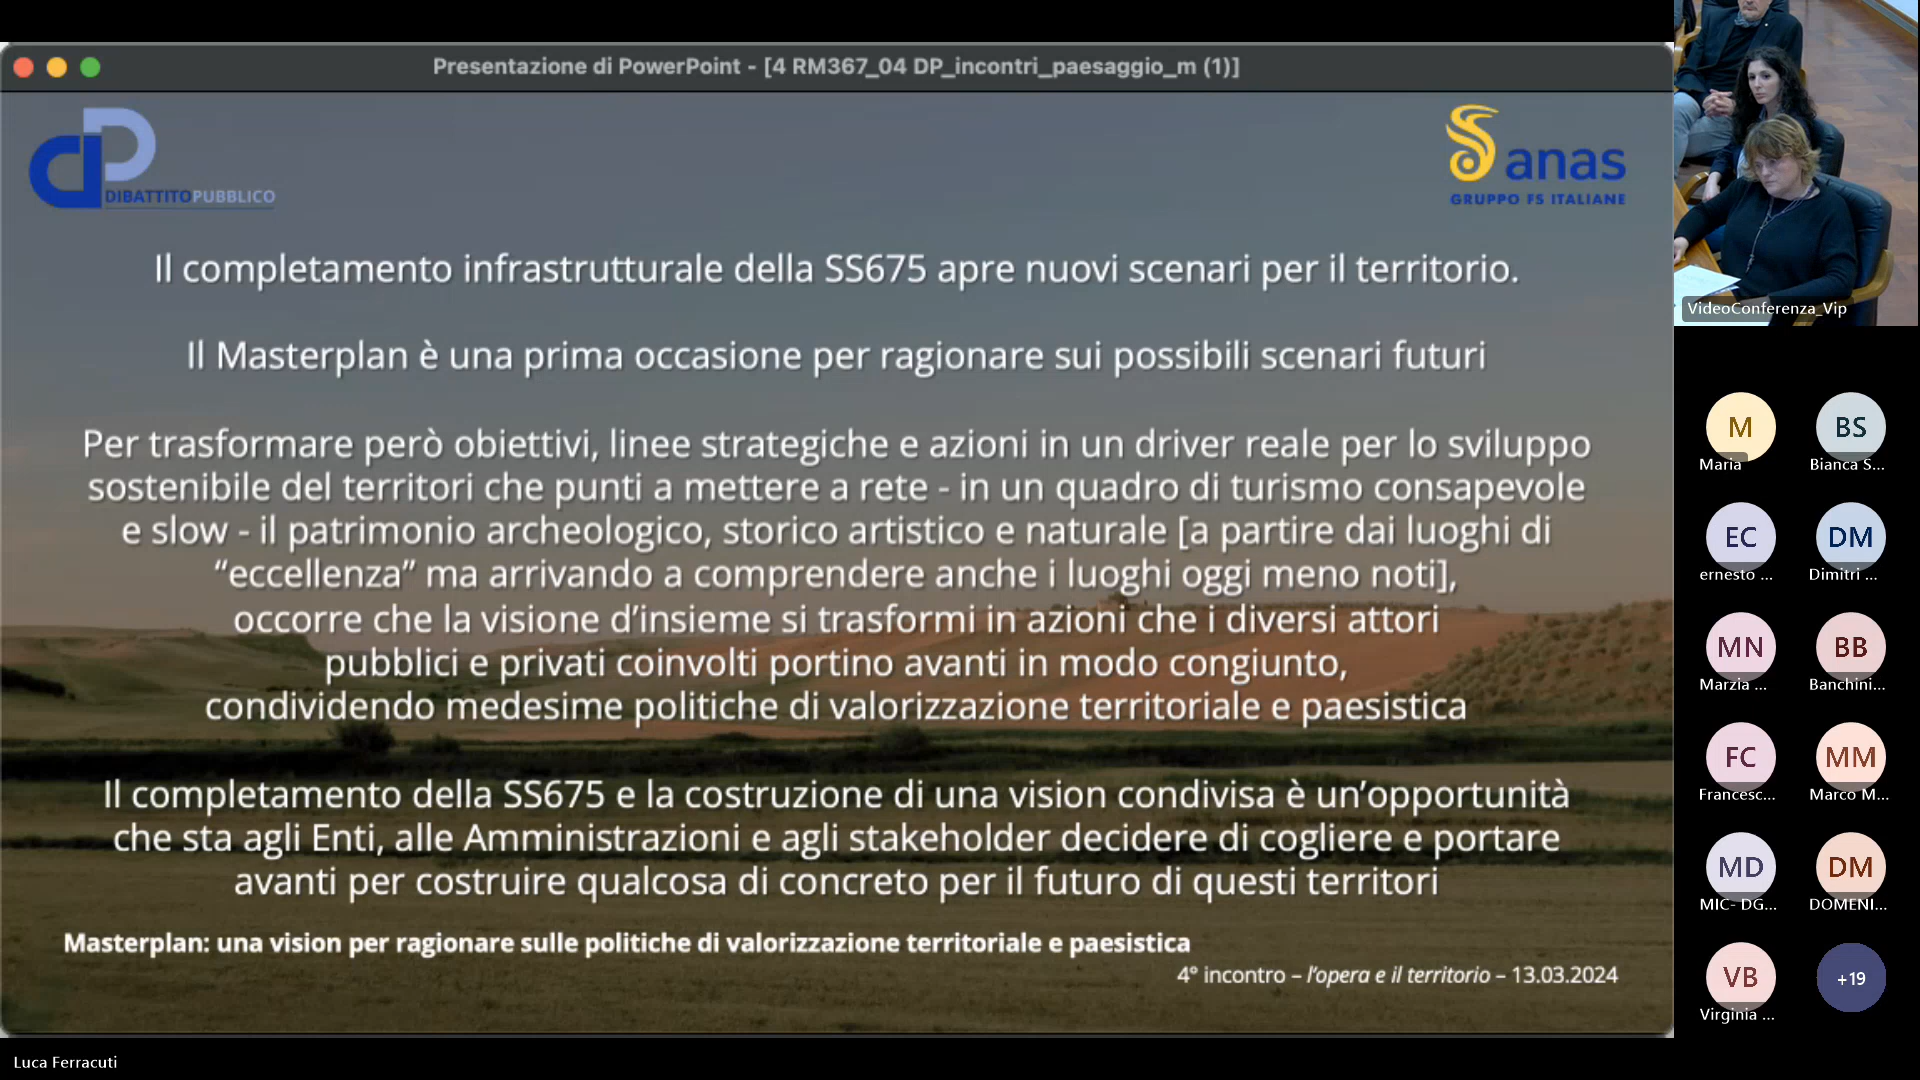 Presentazione di PowerPoint - [4 RM367_04 DP_incontri_paesaggio_m (1)]
DIBATTITOPUBBLICO
anas
GRUPPO FS ITALIANE
Il completamento infrastrutturale della SS675 apre nuovi scenari per il territorio.
Il Masterplan è una prima occasione per ragionare sui possibili scenari futuri
Per trasformare però obiettivi, linee strategiche e azioni in un driver reale per lo sviluppo
sostenibile del territori che punti a mettere a rete - in un quadro di turismo consapevole
e slow - il patrimonio archeologico, storico artistico e naturale [a partire dai luoghi di
“eccellenza” ma arrivando a comprendere anche i luoghi oggi meno noti],
occorre che la visione d’insieme si trasformi in azioni che i diversi attori
pubblici e privati coinvolti portino avanti in modo congiunto,
condividendo medesime politiche di valorizzazione territoriale e paesistica
Il completamento della SS675 e la costruzione di una vision condivisa è un’opportunità
che sta agli Enti, alle Amministrazioni e agli stakeholder decidere di cogliere e portare
avanti per costruire qualcosa di concreto per il futuro di questi territori
Masterplan: una vision per ragionare sulle politiche di valorizzazione territoriale e paesistica
4° incontro – l’opera e il territorio – 13.03.2024
Luca Ferracuti
VideoConferenza_Vip
M
Maria
BS
Bianca S...
EC
ernesto ...
DM
Dimitri ...
MN
Marzia ...
BB
Banchini...
FC
Francesc...
MM
Marco M...
MD
MIC- DG...
DM
DOMENI...
VB
Virginia ...
+19